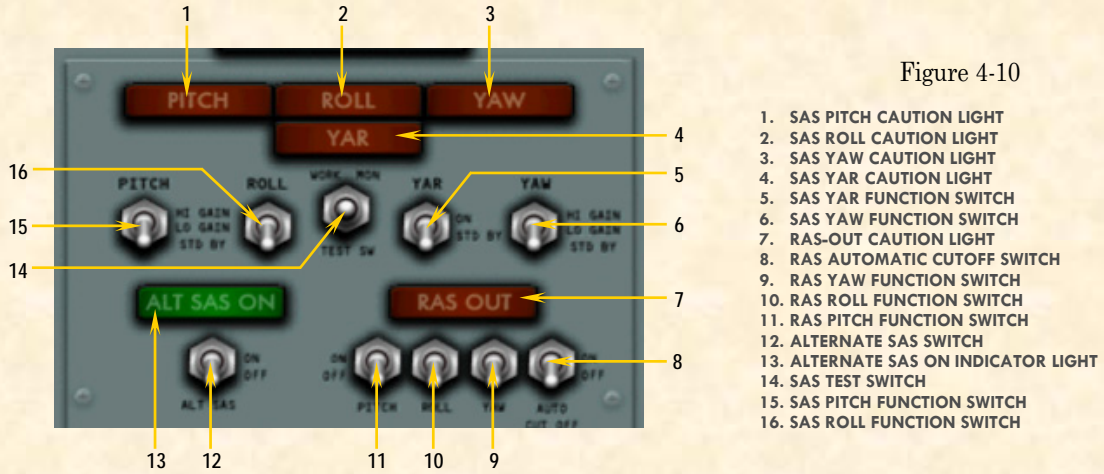 1 2 3
PITCH ROLL YAW
YAR
4
16
PITCH ROLL WORK MON YAR YAW
5
15
HI GAIN
LO GAIN
STD BY
ON
STD BY
HI GAIN
LO GAIN
STD BY
6
14
TEST SW
ALT SAS ON
RAS OUT
7
ON
OFF
ALT SAS
ON
OFF
PITCH ROLL YAW
ON
OFF
AUTO
CUT OFF
8
13 12 11 10 9
Figure 4-10
1. SAS PITCH CAUTION LIGHT
2. SAS ROLL CAUTION LIGHT
3. SAS YAW CAUTION LIGHT
4. SAS YAR CAUTION LIGHT
5. SAS YAR FUNCTION SWITCH
6. SAS YAW FUNCTION SWITCH
7. RAS-OUT CAUTION LIGHT
8. RAS AUTOMATIC CUTOFF SWITCH
9. RAS YAW FUNCTION SWITCH
10. RAS ROLL FUNCTION SWITCH
11. RAS PITCH FUNCTION SWITCH
12. ALTERNATE SAS SWITCH
13. ALTERNATE SAS ON INDICATOR LIGHT
14. SAS TEST SWITCH
15. SAS PITCH FUNCTION SWITCH
16. SAS ROLL FUNCTION SWITCH